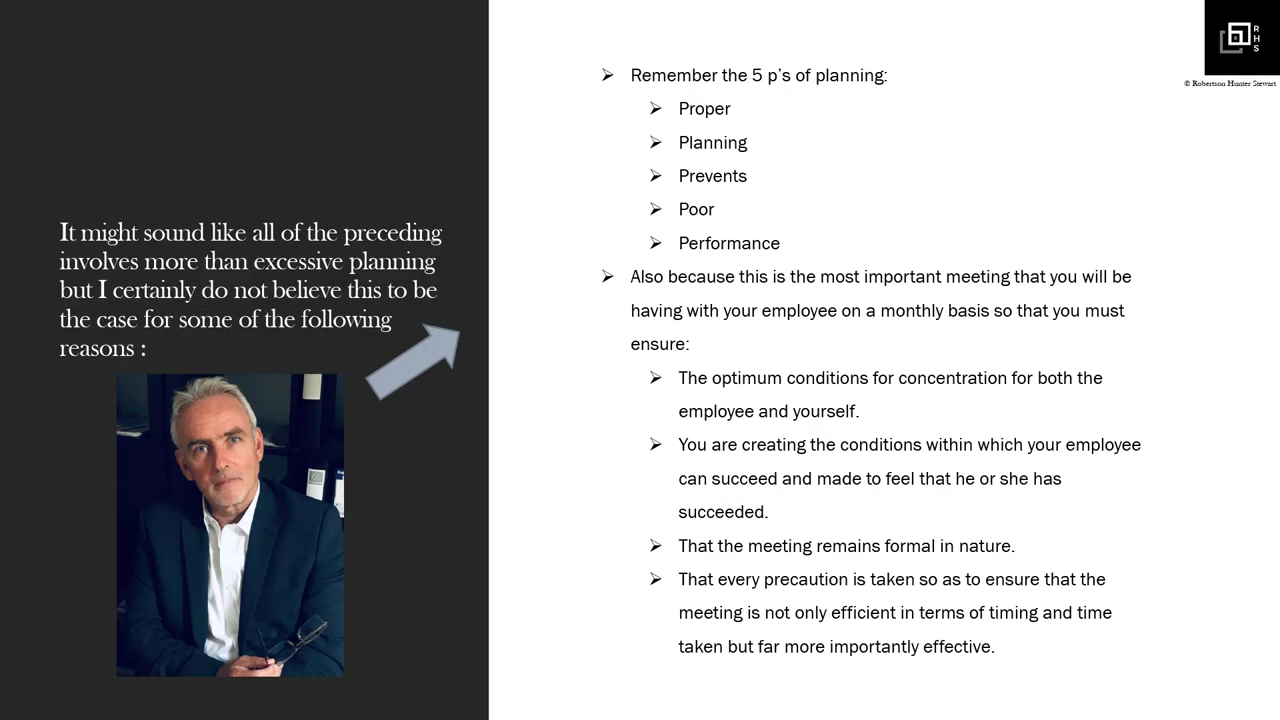 It might sound like all of the preceding
involves more than excessive planning
but I certainly do not believe this to be
the case for some of the following
reasons :
RHS
© Robertson Hunter Stewart
Remember the 5 p’s of planning:
Proper
Planning
Prevents
Poor
Performance
Also because this is the most important meeting that you will be
having with your employee on a monthly basis so that you must
ensure:
The optimum conditions for concentration for both the
employee and yourself.
You are creating the conditions within which your employee
can succeed and made to feel that he or she has
succeeded.
That the meeting remains formal in nature.
That every precaution is taken so as to ensure that the
meeting is not only efficient in terms of timing and time
taken but far more importantly effective.